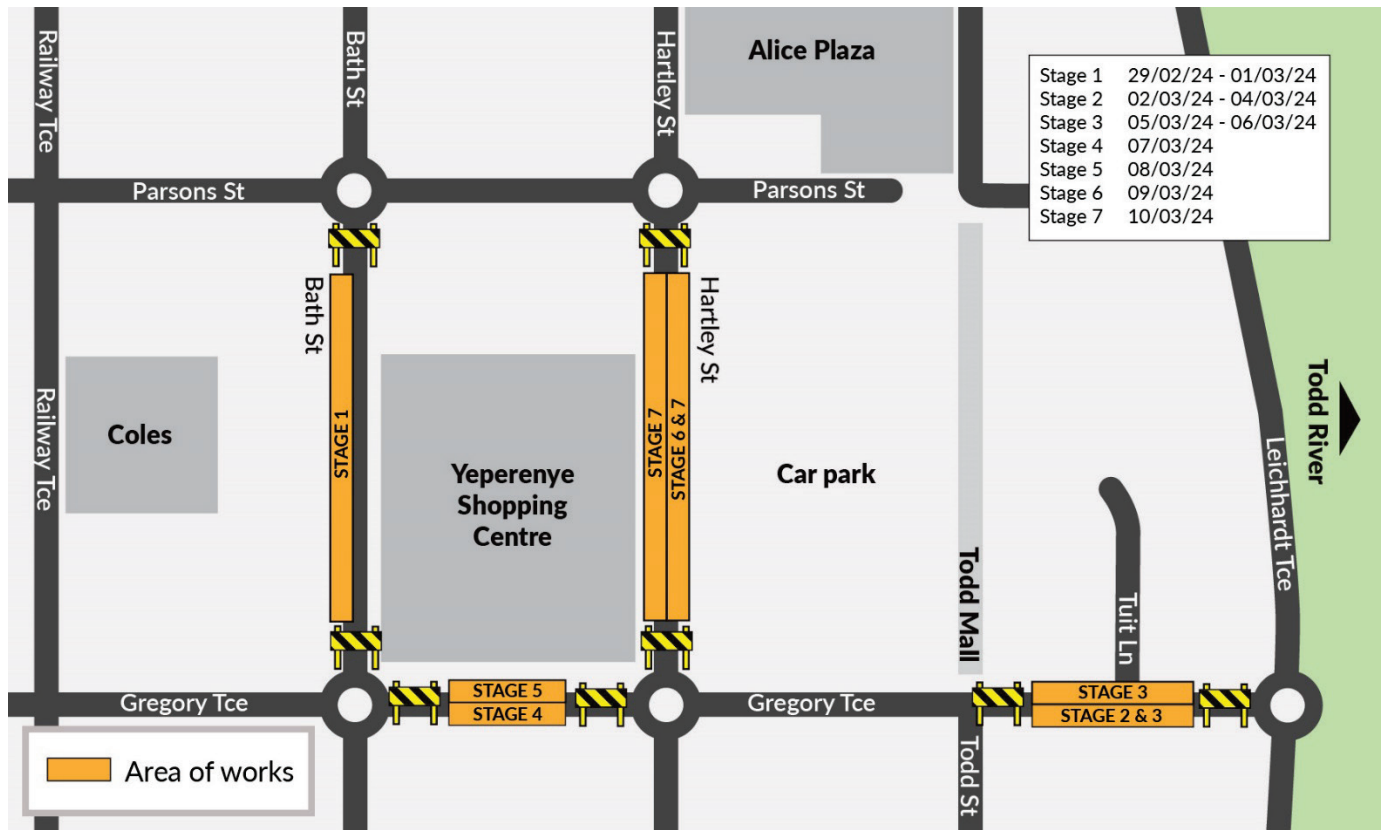 Railway Tce
Bath St
Hartley St
Alice Plaza
Stage 1 29/02/24 - 01/03/24
Stage 2 02/03/24 - 04/03/24
Stage 3 05/03/24 - 06/03/24
Stage 4 07/03/24
Stage 5 08/03/24
Stage 6 09/03/24
Stage 7 10/03/24
Parsons St
Parsons St
Bath St
Hartley St
Railway Tce
Coles
STAGE 1
Yeperenye
Shopping
Centre
STAGE 7
STAGE 6 & 7
Car park
Todd Mall
Tuit Ln
Leichhardt Tce
Todd River
Gregory Tce
STAGE 5
STAGE 4
Gregory Tce
STAGE 3
STAGE 2 & 3
Todd St
Area of works